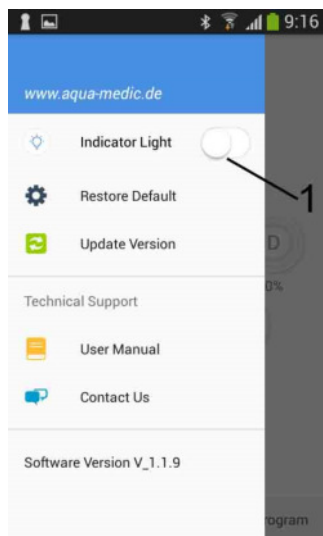 9:16
www.aqua-medic.de
Indicator Light
1
Restore Default
Update Version
D
0%
Technical Support
User Manual
Contact Us
Software Version V_1.1.9
rogram